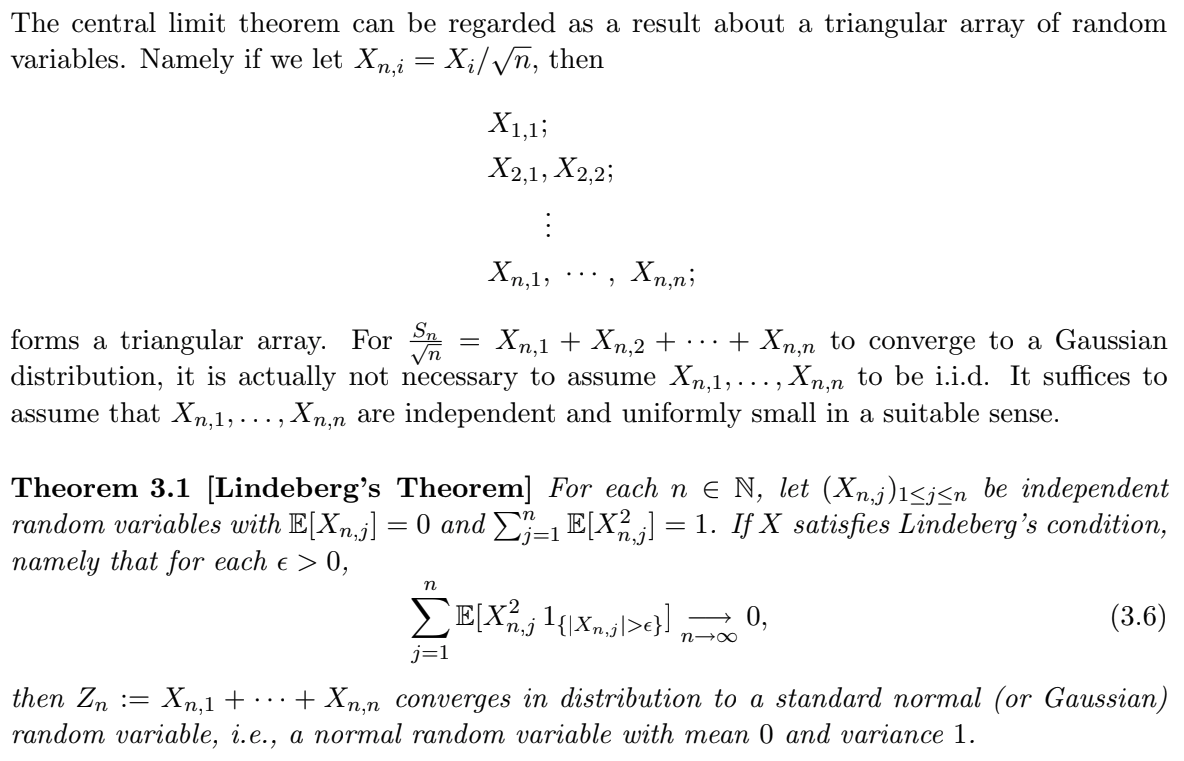 The central limit theorem can be regarded as a result about a triangular array of random
variables. Namely if we let $X_{n,i} = X_i/\sqrt{n}$, then
$X_{1,1};$
$X_{2,1}, X_{2,2};$
$\vdots$
$X_{n,1}, \cdots, X_{n,n};$
forms a triangular array. For $\frac{S_n}{\sqrt{n}} = X_{n,1} + X_{n,2} + \cdots + X_{n,n}$ to converge to a Gaussian
distribution, it is actually not necessary to assume $X_{n,1}, \ldots, X_{n,n}$ to be i.i.d. It suffices to
assume that $X_{n,1}, \ldots, X_{n,n}$ are independent and uniformly small in a suitable sense.
Theorem 3.1 [Lindeberg's Theorem] For each $n \in \mathbb{N}$, let $(X_{n,j})_{1 \leq j \leq n}$ be independent
random variables with $\mathbb{E}[X_{n,j}] = 0$ and $\sum_{j=1}^{n} \mathbb{E}[X_{n,j}^2] = 1$. If $X$ satisfies Lindeberg's condition,
namely that for each $\epsilon > 0$,
$\sum_{j=1}^{n} \mathbb{E}[X_{n,j}^2 \, 1_{\{|X_{n,j}| > \epsilon\}}] \underset{n \to \infty}{\longrightarrow} 0,$ (3.6)
then $Z_n := X_{n,1} + \cdots + X_{n,n}$ converges in distribution to a standard normal (or Gaussian)
random variable, i.e., a normal random variable with mean 0 and variance 1.